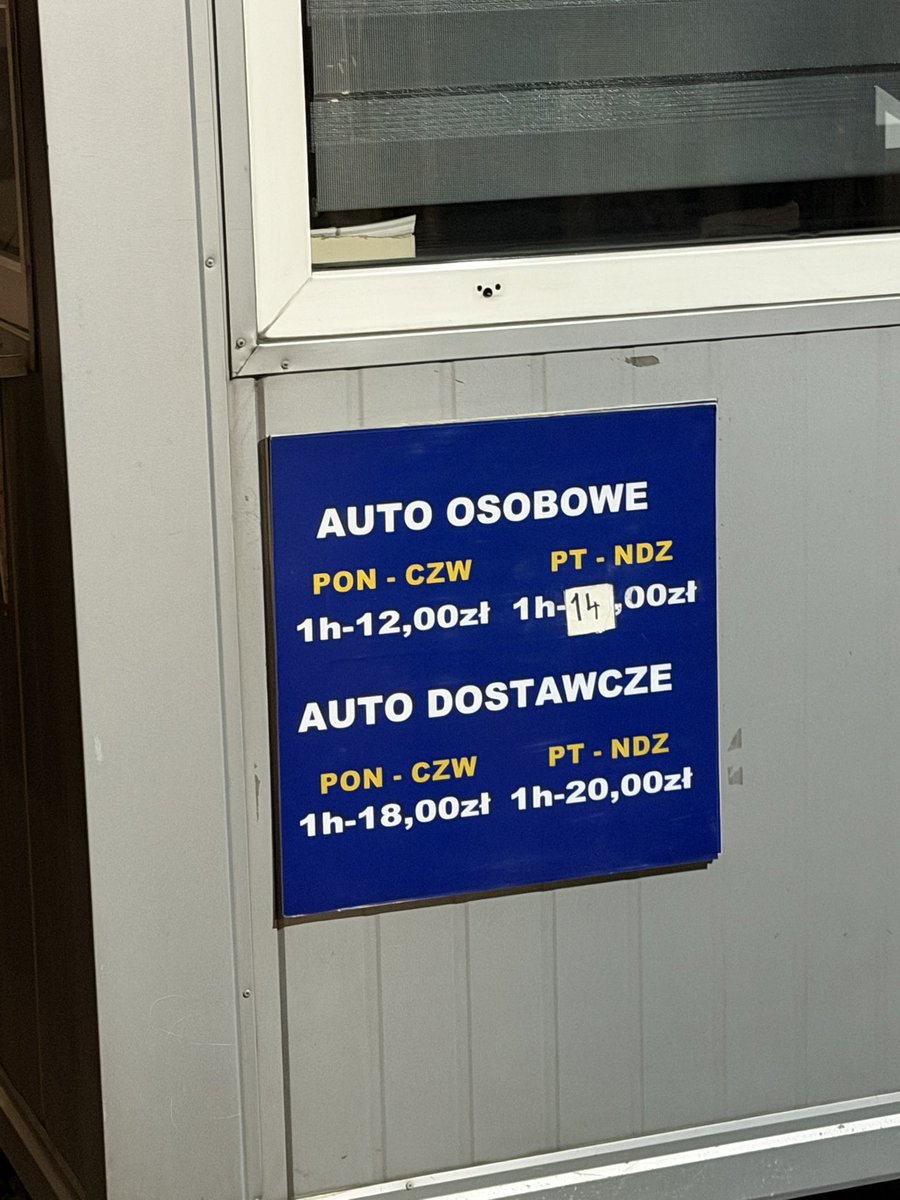 AUTO OSOBOWE
PON - CZW PT - NDZ
1h-12,00zł 1h-14,00zł
AUTO DOSTAWCZE
PON - CZW PT - NDZ
1h-18,00zł 1h-20,00zł